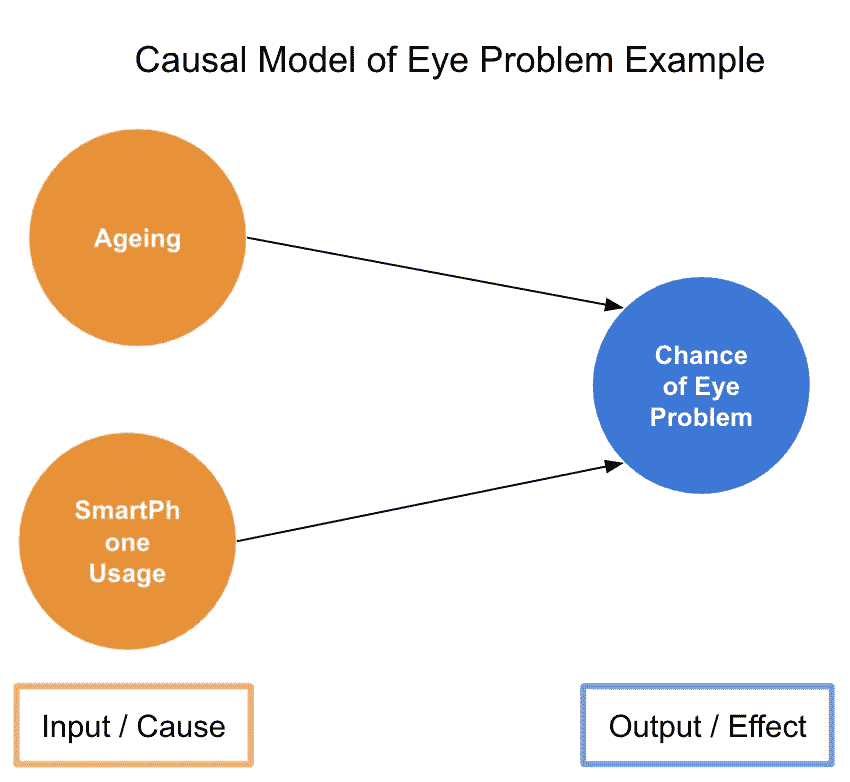 Causal Model of Eye Problem Example
Ageing
Chance
of Eye
Problem
SmartPh
one
Usage
Input / Cause
Output / Effect